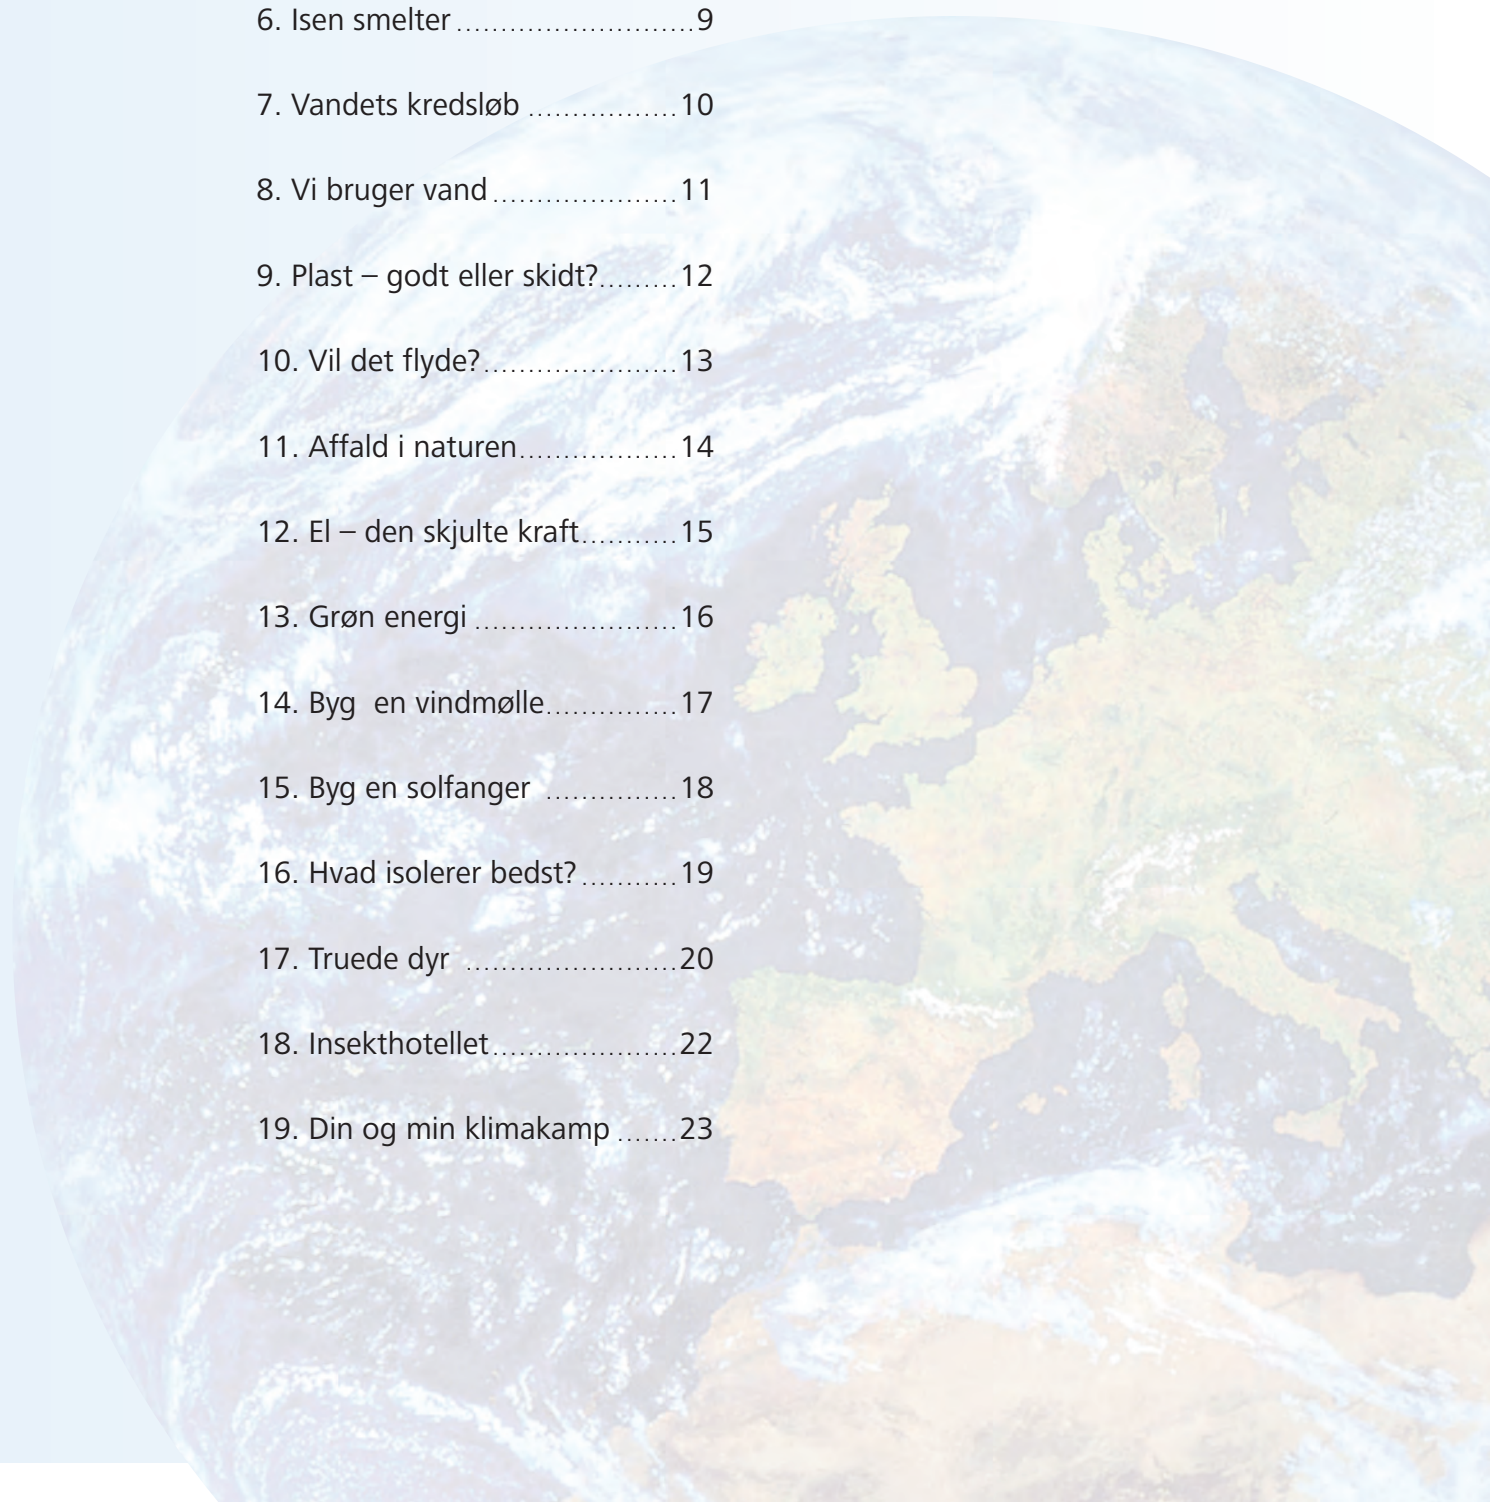 6. Isen smelter ...........................9
7. Vandets kredsløb .................10
8. Vi bruger vand .....................11
9. Plast – godt eller skidt?.........12
10. Vil det flyde?......................13
11. Affald i naturen..................14
12. El – den skjulte kraft...........15
13. Grøn energi .......................16
14. Byg  en vindmølle...............17
15. Byg en solfanger ...............18
16. Hvad isolerer bedst? ...........19
17. Truede dyr ........................20
18. Insekthotellet .....................22
19. Din og min klimakamp .......23